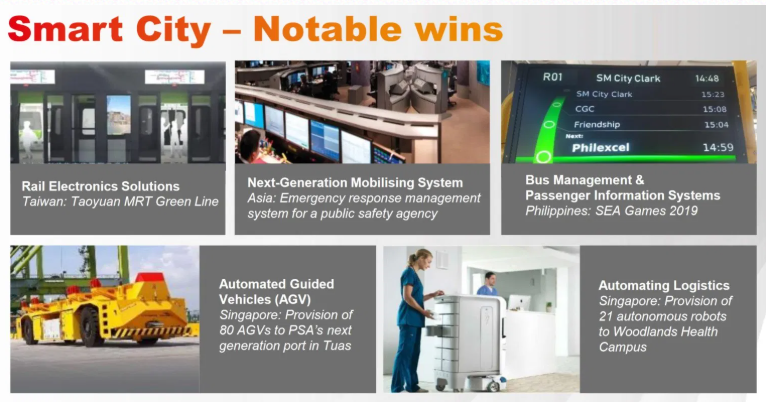 Smart City – Notable wins
R01 SM City Clark 14:48
SM City Clark 15:23
CGC 15:08
Friendship 15:04
Next:
Philexcel 14:59
Rail Electronics Solutions
Taiwan: Taoyuan MRT Green Line
Next-Generation Mobilising System
Asia: Emergency response management
system for a public safety agency
Bus Management &
Passenger Information Systems
Philippines: SEA Games 2019
Automated Guided
Vehicles (AGV)
Singapore: Provision of
80 AGVs to PSA's next
generation port in Tuas
Automating Logistics
Singapore: Provision of
21 autonomous robots
to Woodlands Health
Campus